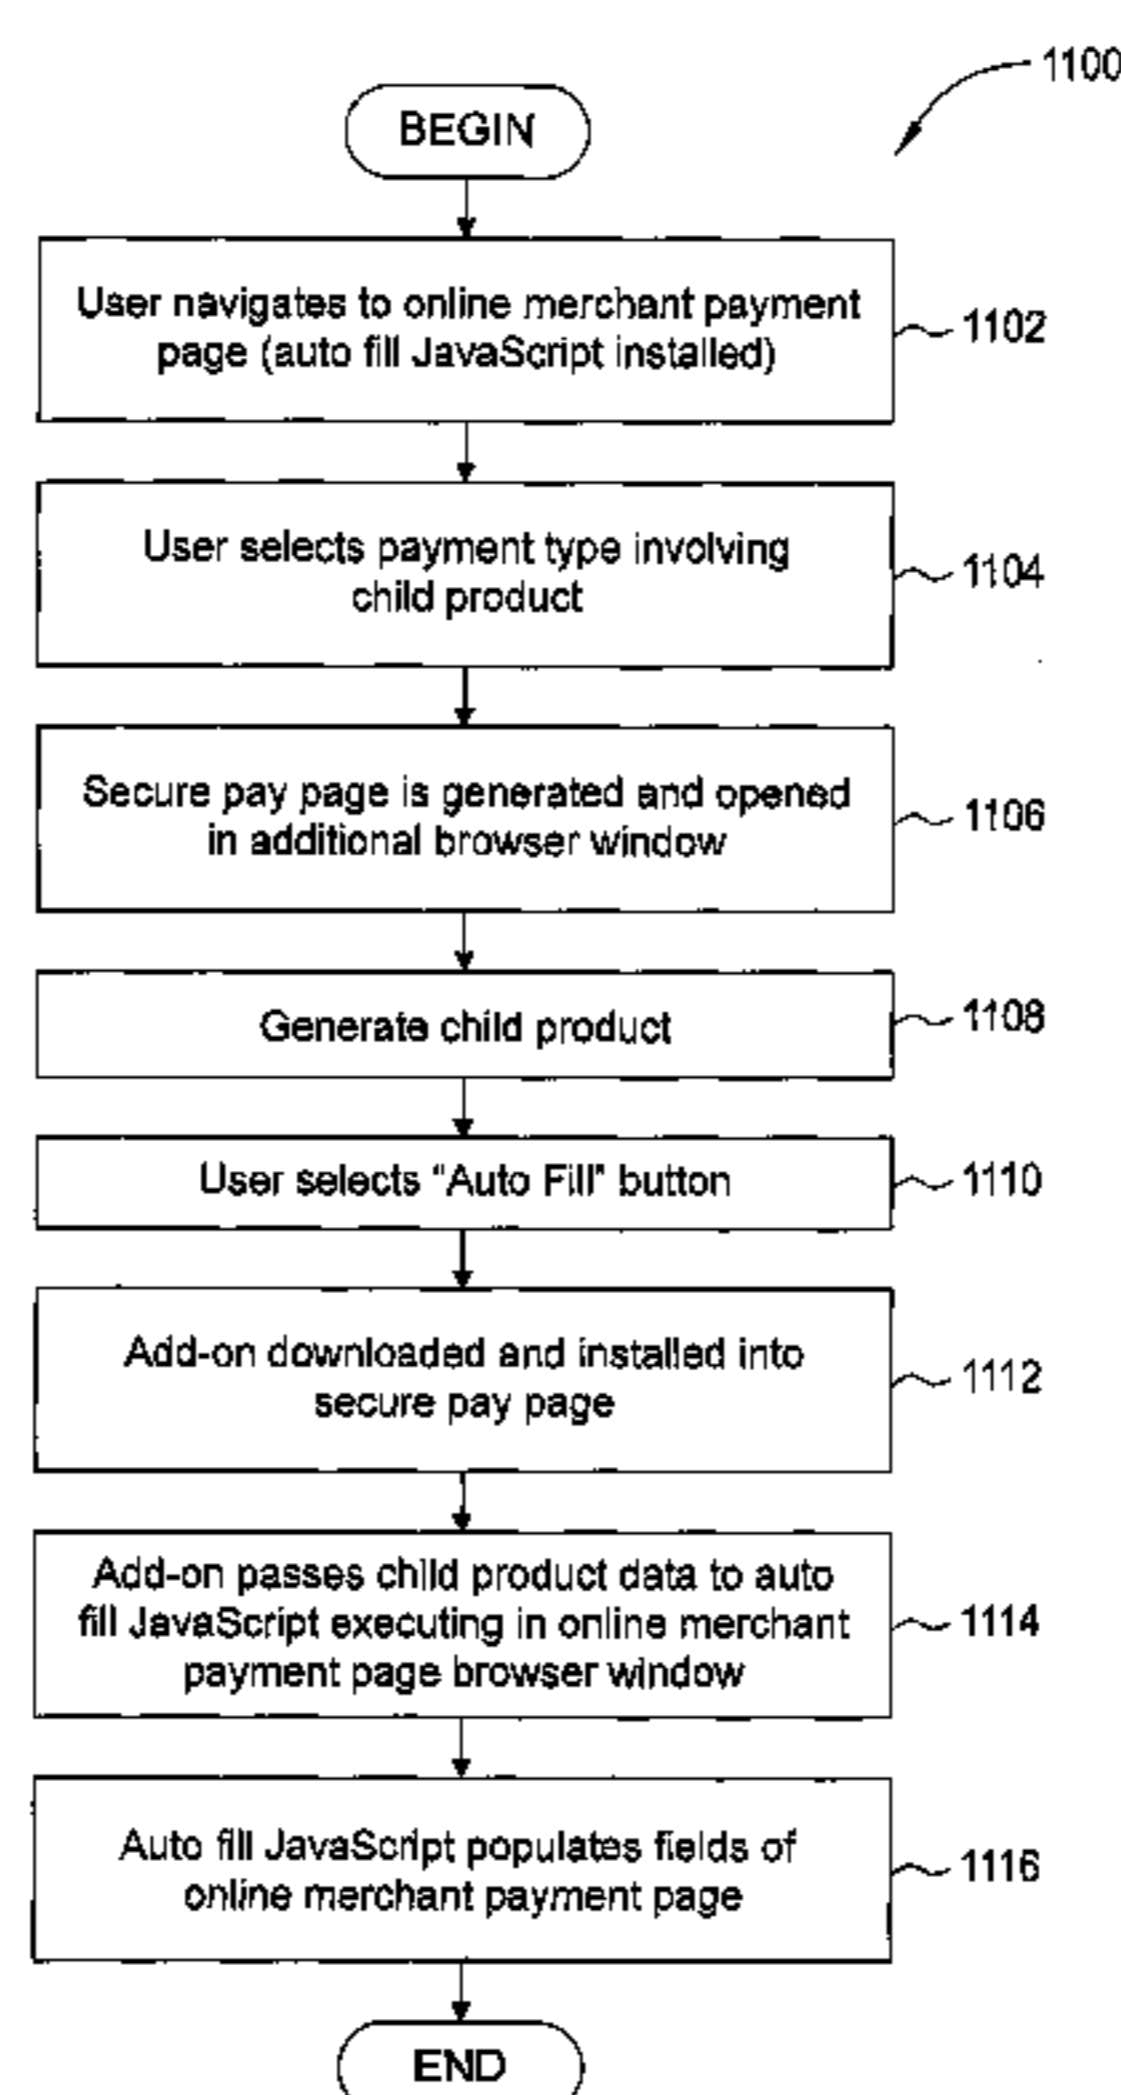 1100
BEGIN
User navigates to online merchant payment
page (auto fill JavaScript installed)
1102
User selects payment type involving
child product
1104
Secure pay page is generated and opened
in additional browser window
1106
Generate child product
1108
User selects “Auto Fill” button
1110
Add-on downloaded and installed into
secure pay page
1112
Add-on passes child product data to auto
fill JavaScript executing in online merchant
payment page browser window
1114
Auto fill JavaScript populates fields of
online merchant payment page
1116
END